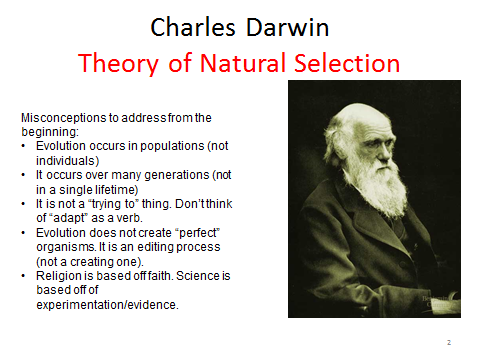 Charles Darwin
Theory of Natural Selection
Misconceptions to address from the
beginning:
• Evolution occurs in populations (not
individuals)
• It occurs over many generations (not
in a single lifetime)
• It is not a “trying to” thing. Don’t think
of “adapt” as a verb.
• Evolution does not create “perfect”
organisms. It is an editing process
(not a creating one).
• Religion is based off faith. Science is
based off of
experimentation/evidence.
2